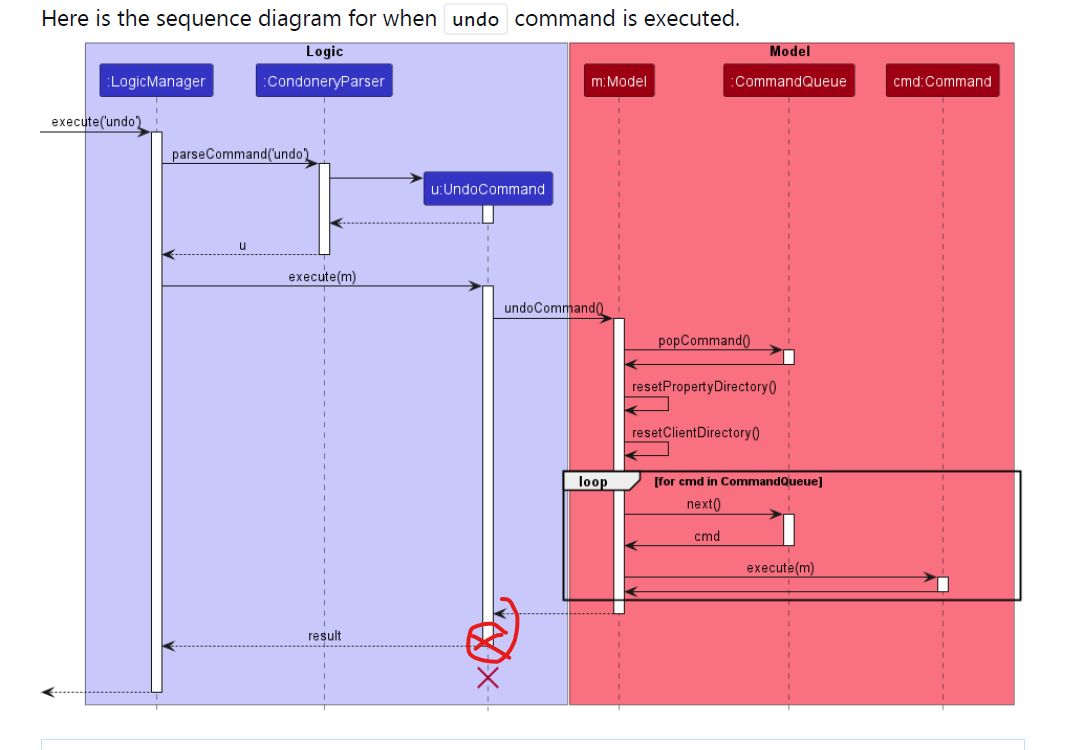 Here is the sequence diagram for when undo command is executed.
Logic
Model
:LogicManager
:CondoneryParser
m:Model
:CommandQueue
cmd:Command
execute('undo')
parseCommand('undo')
u:UndoCommand
u
execute(m)
undoCommand()
popCommand()
resetPropertyDirectory()
resetClientDirectory()
loop
[for cmd in CommandQueue]
next()
cmd
execute(m)
result